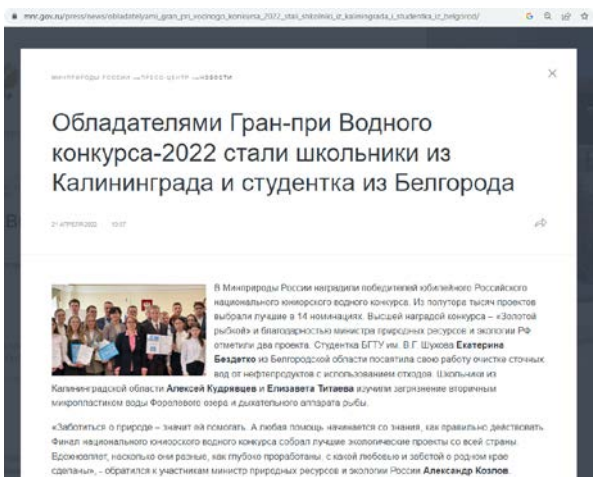 mnr.gov.ru/press/news/obladatelyami_gran_pri_vodnogo_konkursa_2022_stali_shkolniki_iz_kaliningrada_i_studentka_iz_belgorod/
МИНПРИРОДЫ РОССИИ ПРЕСС-ЦЕНТР НОВОСТИ
Обладателями Гран-при Водного
конкурса-2022 стали школьники из
Калининграда и студентка из Белгорода
21 АПРЕЛЯ 2022
В Минприроды России наградили победителей юбилейного Российского
национального юниорского водного конкурса. Из полутора тысяч проектов
выбрали лучшие в 14 номинациях. Высшей наградой конкурса – «Золотой
рыбкой» и благодарностью министра природных ресурсов и экологии РФ
отметили два проекта. Студентка БГТУ им. В.Г. Шухова Екатерина
Бездетко из Белгородской области посвятила свою работу очистке сточных
вод от нефтепродуктов с использованием отходов. Школьники из
Калининградской области Алексей Кудрявцев и Елизавета Титаева изучили загрязнение вторичным
микропластиком воды Форелевого озера и дыхательного аппарата рыбы.
«Заботиться о природе – значит ей помогать. А любая помощь начинается со знания, как правильно действовать.
Финал национального юниорского водного конкурса собрал лучшие экологические проекты со всей страны.
Вдохновляет, насколько они разные, как глубоко проработаны, с какой любовью и заботой о родном крае
сделаны», - обратился к участникам министр природных ресурсов и экологии России Александр Козлов.